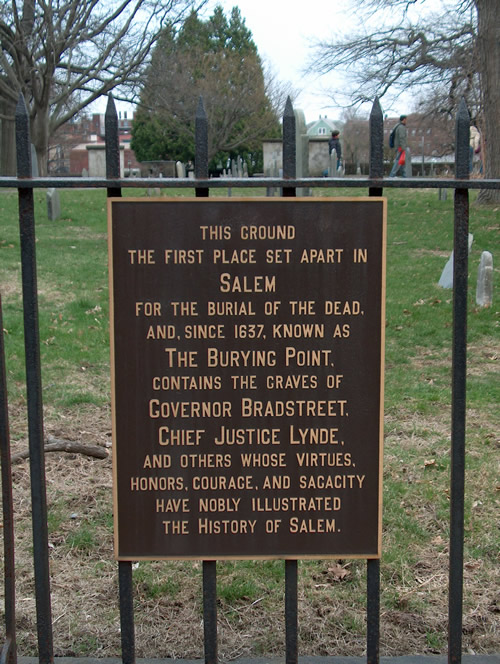 THIS GROUND
THE FIRST PLACE SET APART IN
SALEM
FOR THE BURIAL OF THE DEAD,
AND, SINCE 1637, KNOWN AS
THE BURYING POINT,
CONTAINS THE GRAVES OF
GOVERNOR BRADSTREET,
CHIEF JUSTICE LYNDE,
AND OTHERS WHOSE VIRTUES,
HONORS, COURAGE, AND SAGACITY
HAVE NOBLY ILLUSTRATED
THE HISTORY OF SALEM.